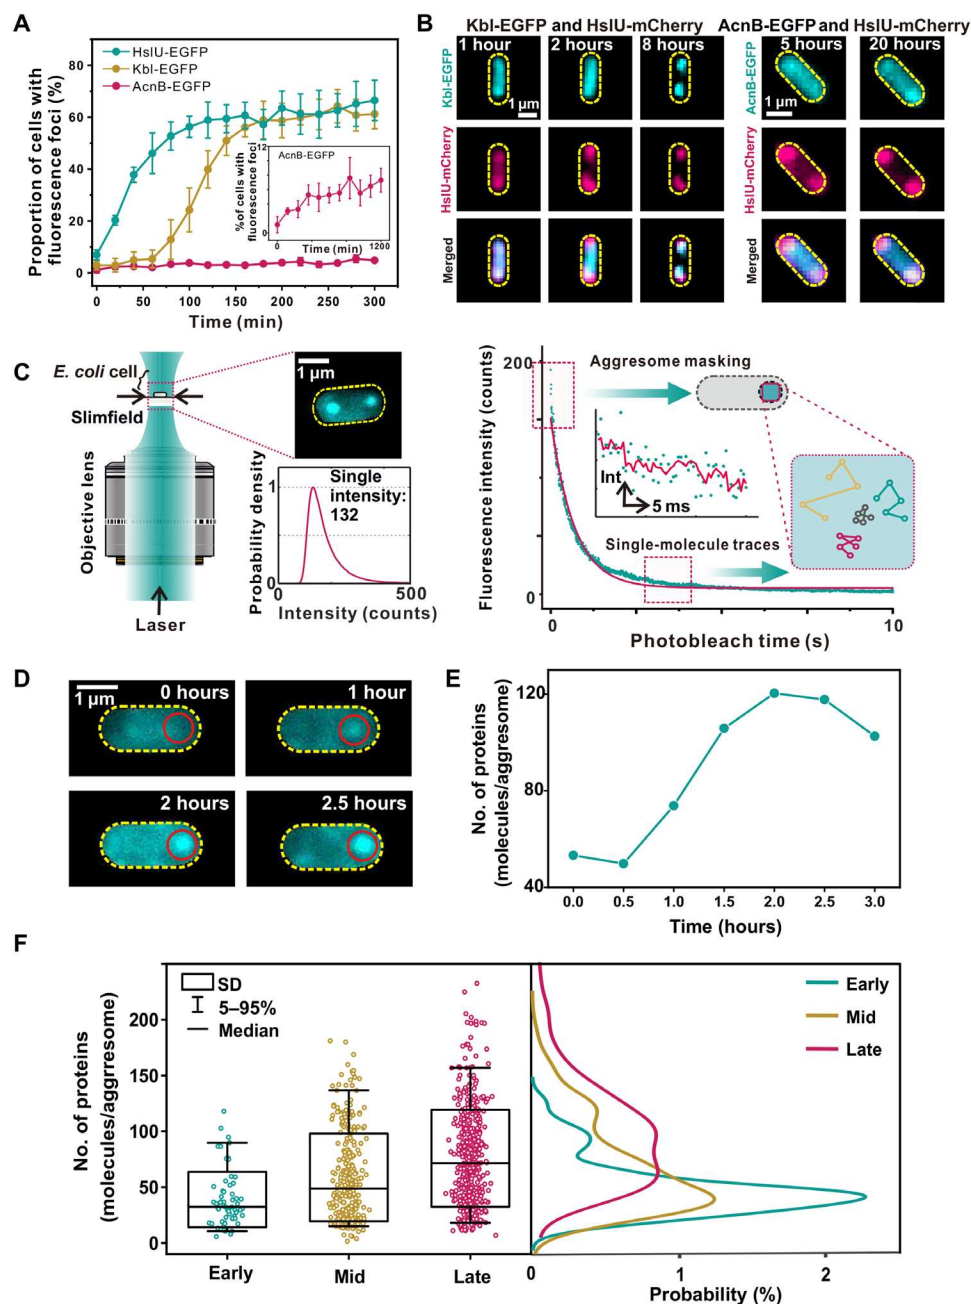 A
HslU-EGFP
Kbl-EGFP
AcnB-EGFP
Proportion of cells with
fluorescence foci (%)
80
60
40
20
0
0 50 100 150 200 250 300
Time (min)
AcnB-EGFP
%of cells with
fluorescence foci
10
0
0 1200
Time (min)
B
Kbl-EGFP and HslU-mCherry
AcnB-EGFP and HslU-mCherry
1 hour 2 hours 8 hours
5 hours 20 hours
Kbl-EGFP
1 μm
AcnB-EGFP
1 μm
HslU-mCherry
HslU-mCherry
Merged
Merged
C
E. coli cell
Slimfield
Objective lens
Laser
1 μm
Probability density
Single
intensity:
132
1
0
0 500
Intensity (counts)
Fluorescence intensity (counts)
200
0
0 10
Photobleach time (s)
Aggresome masking
Int
5 ms
Single-molecule traces
D
1 μm
0 hours
1 hour
2 hours
2.5 hours
E
No. of proteins
(molecules/aggresome)
120
80
40
0.0 0.5 1.0 1.5 2.0 2.5 3.0
Time (hours)
F
No. of proteins
(molecules/aggrresome)
200
150
100
50
0
SD
5–95%
Median
Early Mid Late
Early
Mid
Late
0 1 2
Probability (%)